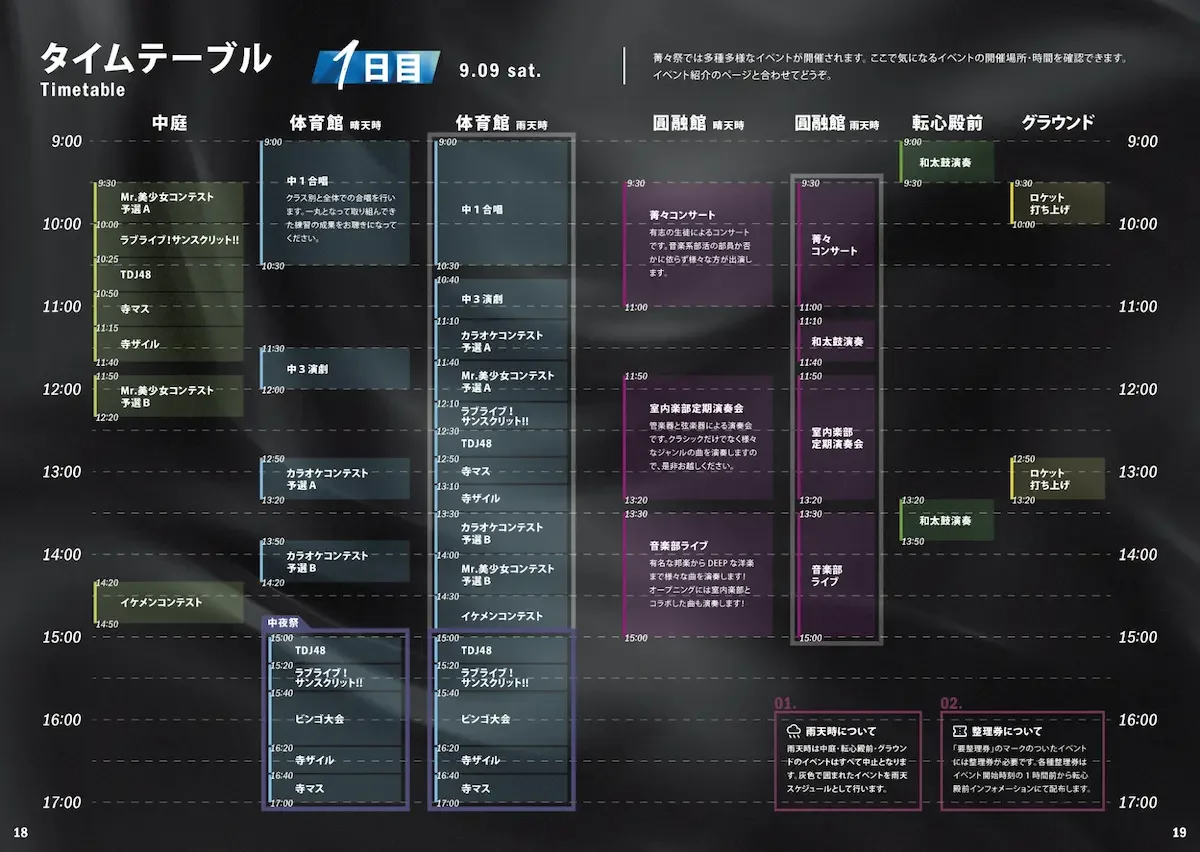 タイムテーブル
Timetable
1日目
9.09 sat.
菁々祭では多種多様なイベントが開催されます。ここで気になるイベントの開催場所・時間を確認できます。
イベント紹介のページと合わせてどうぞ。
中庭
体育館 晴天時
体育館 雨天時
圓融館 晴天時
圓融館 雨天時
転心殿前
グラウンド
9:00
10:00
11:00
12:00
13:00
14:00
15:00
16:00
17:00
9:30
Mr.美少女コンテスト
予選A
10:00
ラブライブ!サンスクリット!!
10:25
TDJ48
10:50
寺マス
11:15
寺ザイル
11:40
11:50
Mr.美少女コンテスト
予選B
12:20
14:20
イケメンコンテスト
14:50
9:00
中1合唱
クラス別と全体での合唱を行い
ます。一丸となって取り組んでき
た練習の成果をお聴きになって
ください。
10:30
11:30
中3演劇
12:00
12:50
カラオケコンテスト
予選A
13:20
13:50
カラオケコンテスト
予選B
14:20
中夜祭
15:00
TDJ48
15:20
ラブライブ!
サンスクリット!!
15:40
ビンゴ大会
16:20
寺ザイル
16:40
寺マス
17:00
9:00
中1合唱
10:30
10:40
中3演劇
11:10
カラオケコンテスト
予選A
11:40
Mr.美少女コンテスト
予選A
12:10
ラブライブ!
サンスクリット!!
12:30
TDJ48
12:50
寺マス
13:10
寺ザイル
13:30
カラオケコンテスト
予選B
14:00
Mr.美少女コンテスト
予選B
14:30
イケメンコンテスト
15:00
TDJ48
15:20
ラブライブ!
サンスクリット!!
15:40
ビンゴ大会
16:20
寺ザイル
16:40
寺マス
17:00
9:30
菁々コンサート
有志の生徒によるコンサート
です。音楽系部活の部員か否
かに依らず様々な方が出演し
ます。
11:00
11:50
室内楽部定期演奏会
管楽器と弦楽器による演奏会
です。クラシックだけでなく様々
なジャンルの曲を演奏しますの
で、是非お越しください。
13:20
13:30
音楽部ライブ
有名な邦楽からDEEPな洋楽
まで様々な曲を演奏します!
オープニングには室内楽部と
コラボした曲も演奏します!
15:00
9:30
菁々
コンサート
11:00
11:10
和太鼓演奏
11:40
11:50
室内楽部
定期演奏会
13:20
13:30
音楽部
ライブ
15:00
9:00
和太鼓演奏
9:30
13:20
和太鼓演奏
13:50
9:30
ロケット
打ち上げ
10:00
12:50
ロケット
打ち上げ
13:20
9:00
10:00
11:00
12:00
13:00
14:00
15:00
16:00
17:00
01.
雨天時について
雨天時は中庭・転心殿前・グラウン
ドのイベントはすべて中止となりま
す。灰色で囲まれたイベントを雨天
スケジュールとして行います。
02.
整理券について
「要整理券」のマークのついたイベント
には整理券が必要です。各種整理券は
イベント開始時刻の1時間前から転心
殿前インフォメーションにて配布します。
18
19